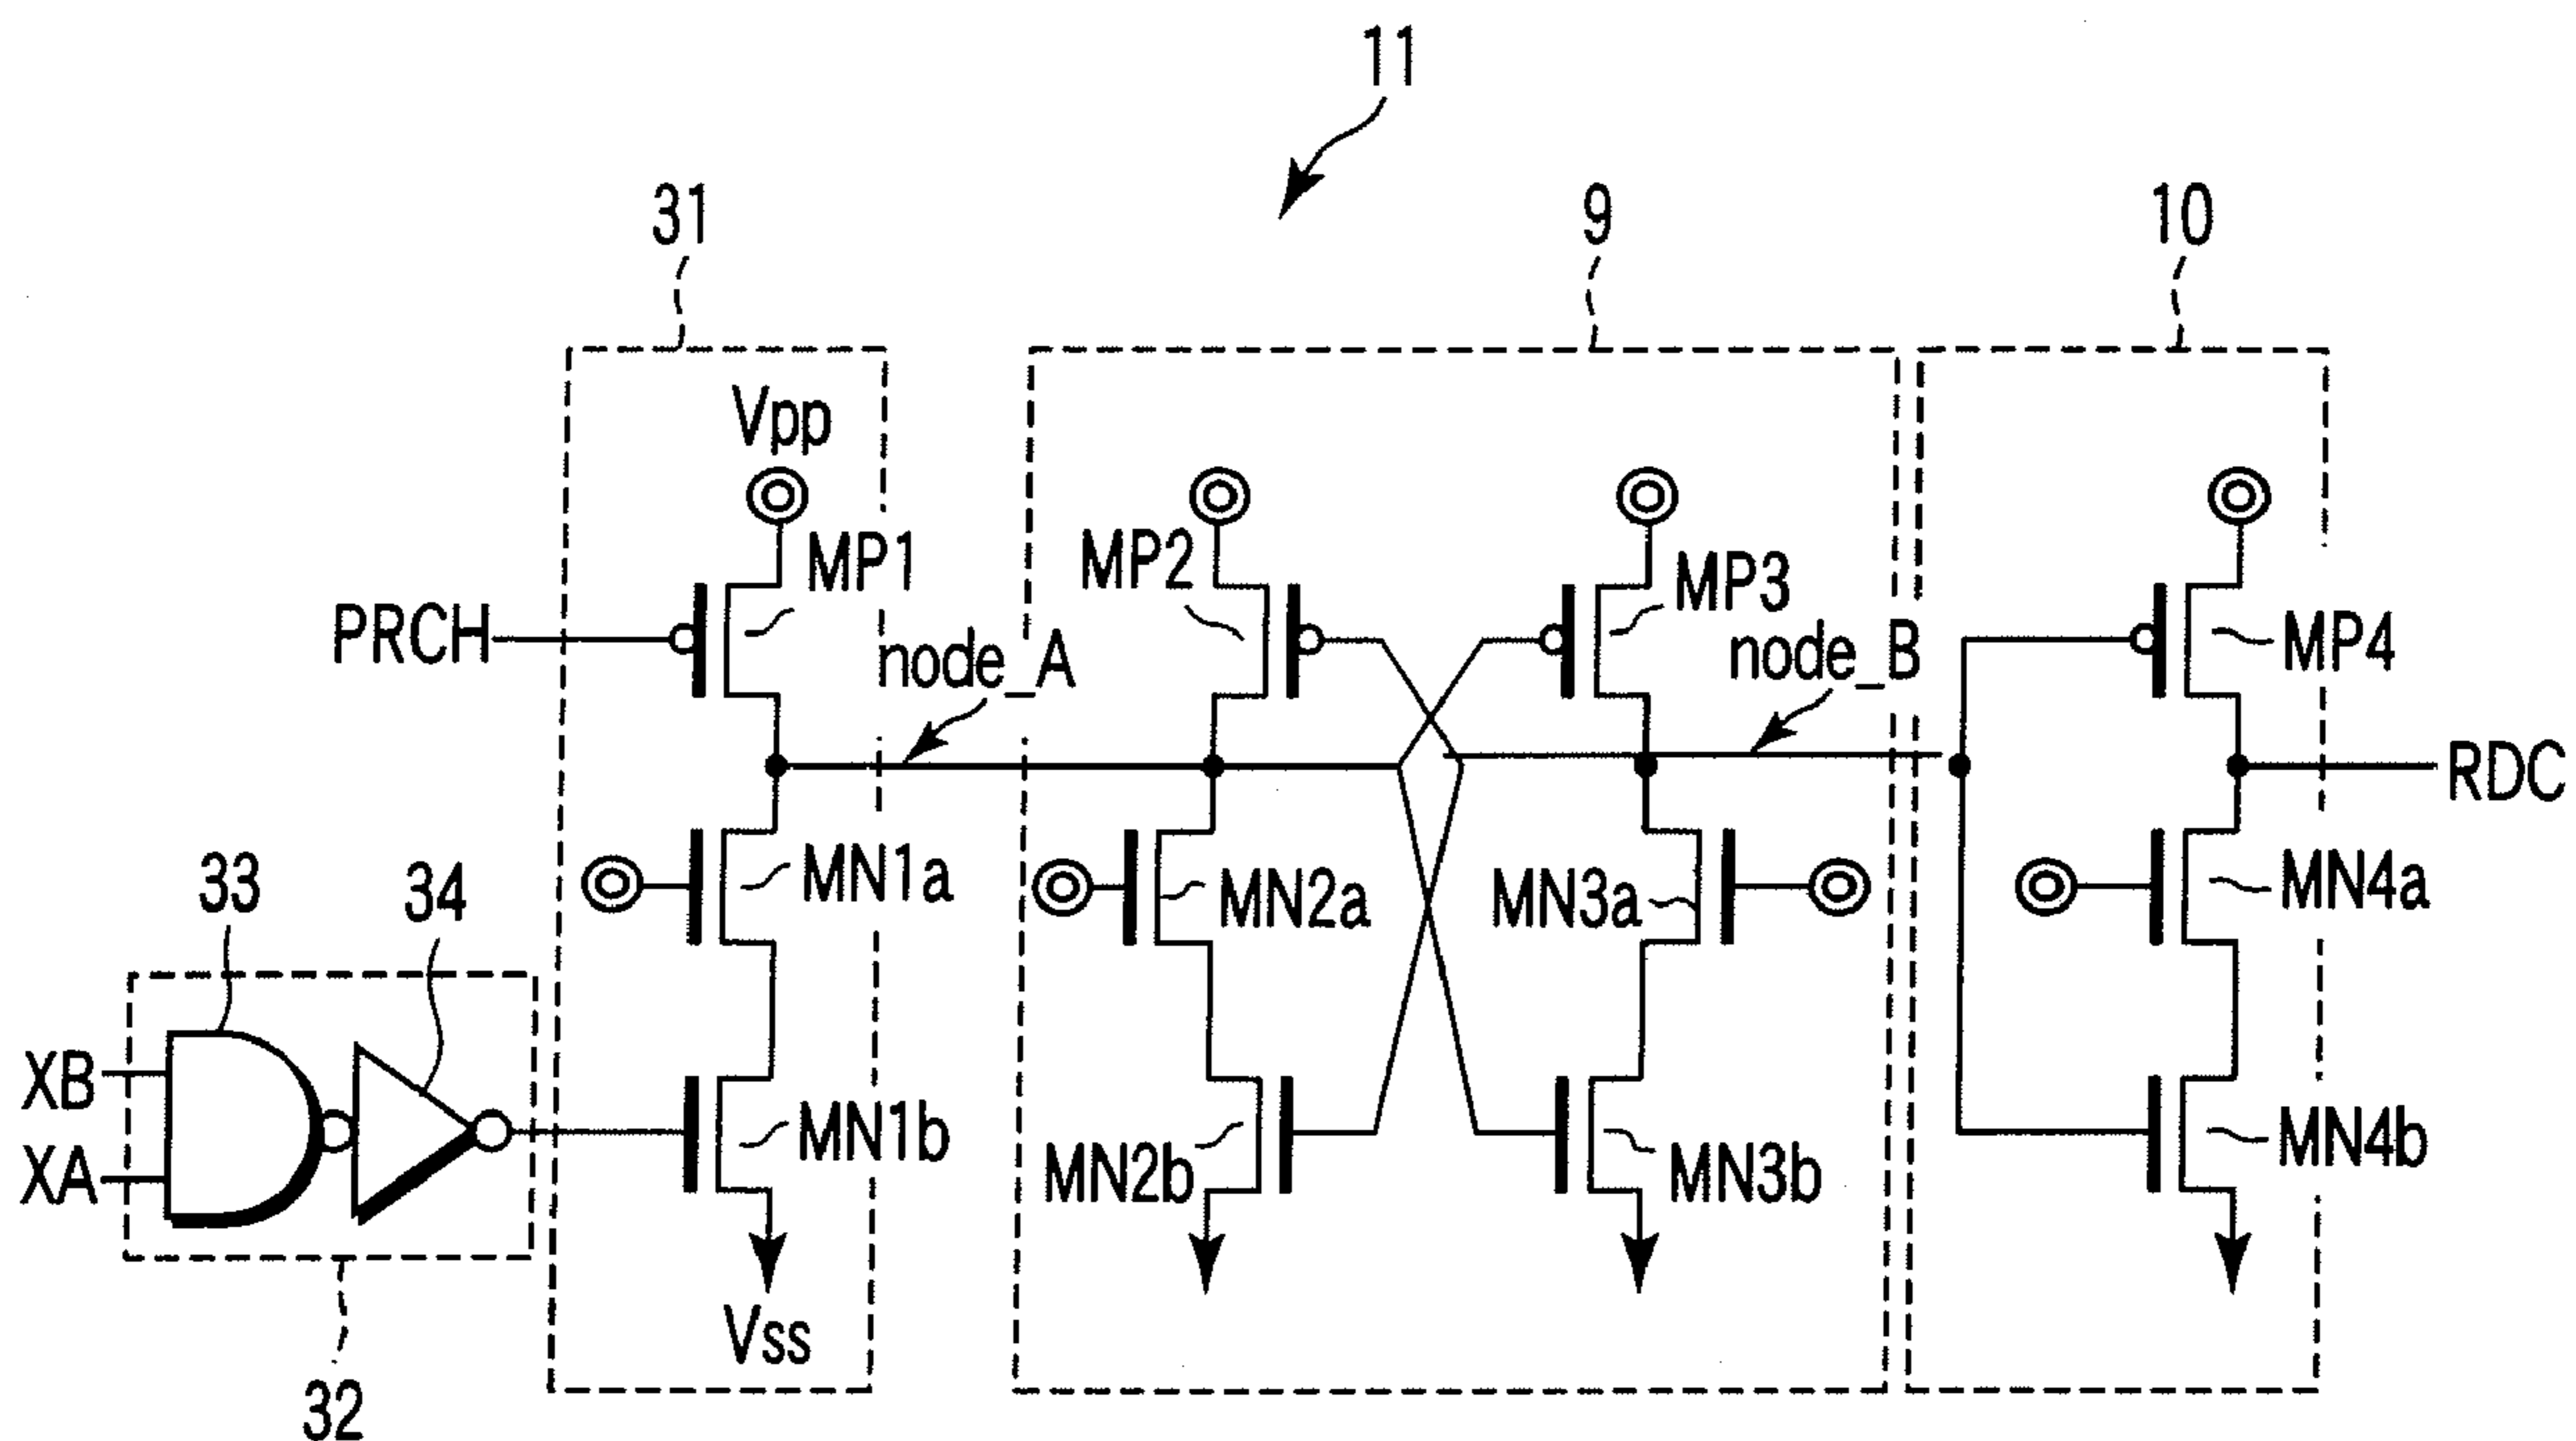 11
31
9
10
Vpp
MP1
MP2
MP3
PRCH
node_A
node_B
MP4
RDC
33
34
MN1a
MN2a
MN3a
MN4a
XB
XA
MN1b
MN2b
MN3b
MN4b
Vss
32